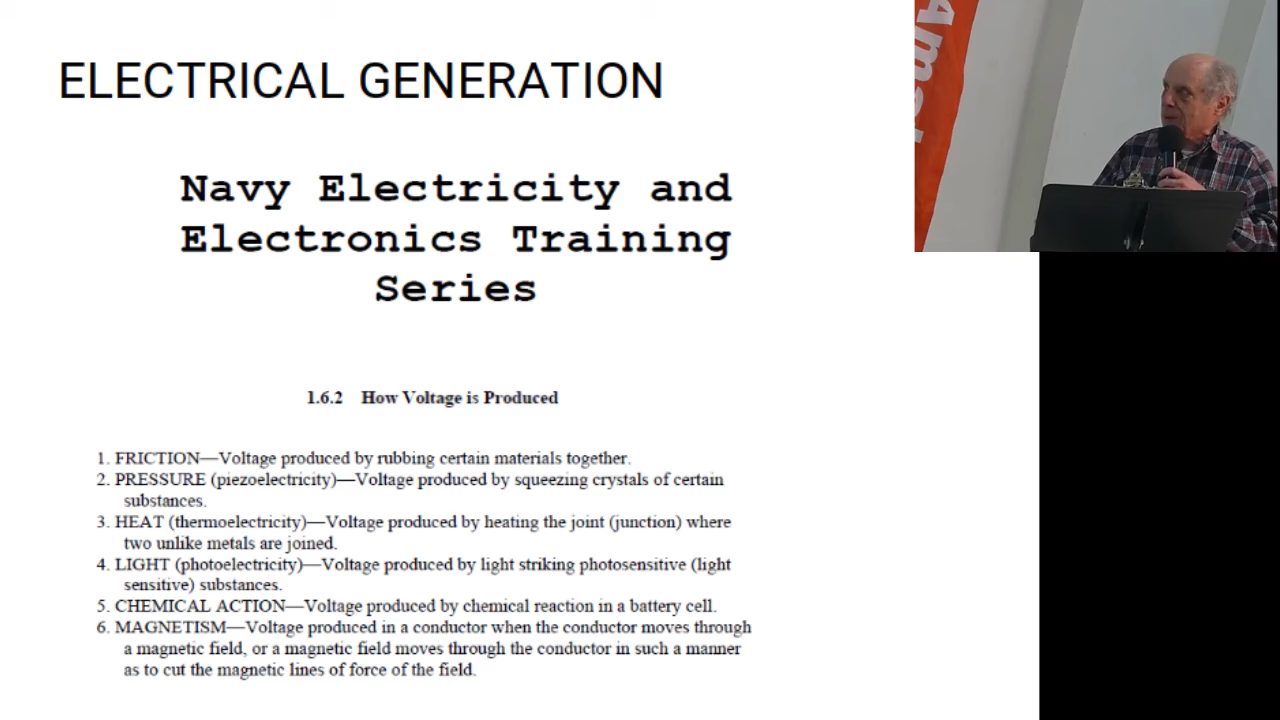 ELECTRICAL GENERATION
Navy Electricity and
Electronics Training
Series
1.6.2 How Voltage is Produced
1. FRICTION—Voltage produced by rubbing certain materials together.
2. PRESSURE (piezoelectricity)—Voltage produced by squeezing crystals of certain
substances.
3. HEAT (thermoelectricity)—Voltage produced by heating the joint (junction) where
two unlike metals are joined.
4. LIGHT (photoelectricity)—Voltage produced by light striking photosensitive (light
sensitive) substances.
5. CHEMICAL ACTION—Voltage produced by chemical reaction in a battery cell.
6. MAGNETISM—Voltage produced in a conductor when the conductor moves through
a magnetic field, or a magnetic field moves through the conductor in such a manner
as to cut the magnetic lines of force of the field.